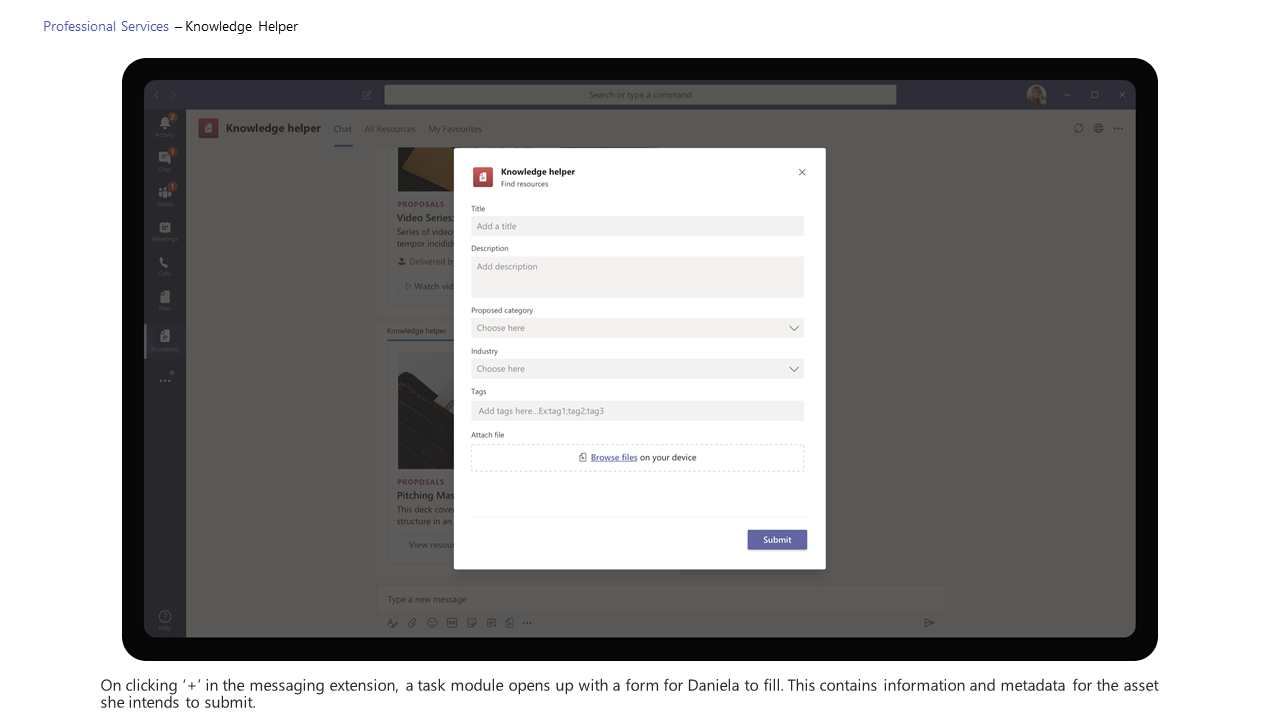 Professional Services – Knowledge Helper
Search or type a command
2
Activity
Knowledge helper
Chat
All Resources
My Favourites
1
Chat
1
Teams
Meetings
Calls
Files
Knowledg
Help
PROPOSALS
Video Series:
Series of video
tempor incidid
Delivered b
Watch vid
Knowledge helper
PROPOSALS
Pitching Mas
This deck cove
structure in an
View resou
Knowledge helper
Find resources
Title
Add a title
Description
Add description
Proposed category
Choose here
Industry
Choose here
Tags
Add tags here...Ex:tag1;tag2;tag3
Attach file
Browse files on your device
Submit
Type a new message
On clicking ‘+’ in the messaging extension, a task module opens up with a form for Daniela to fill. This contains information and metadata for the asset
she intends to submit.